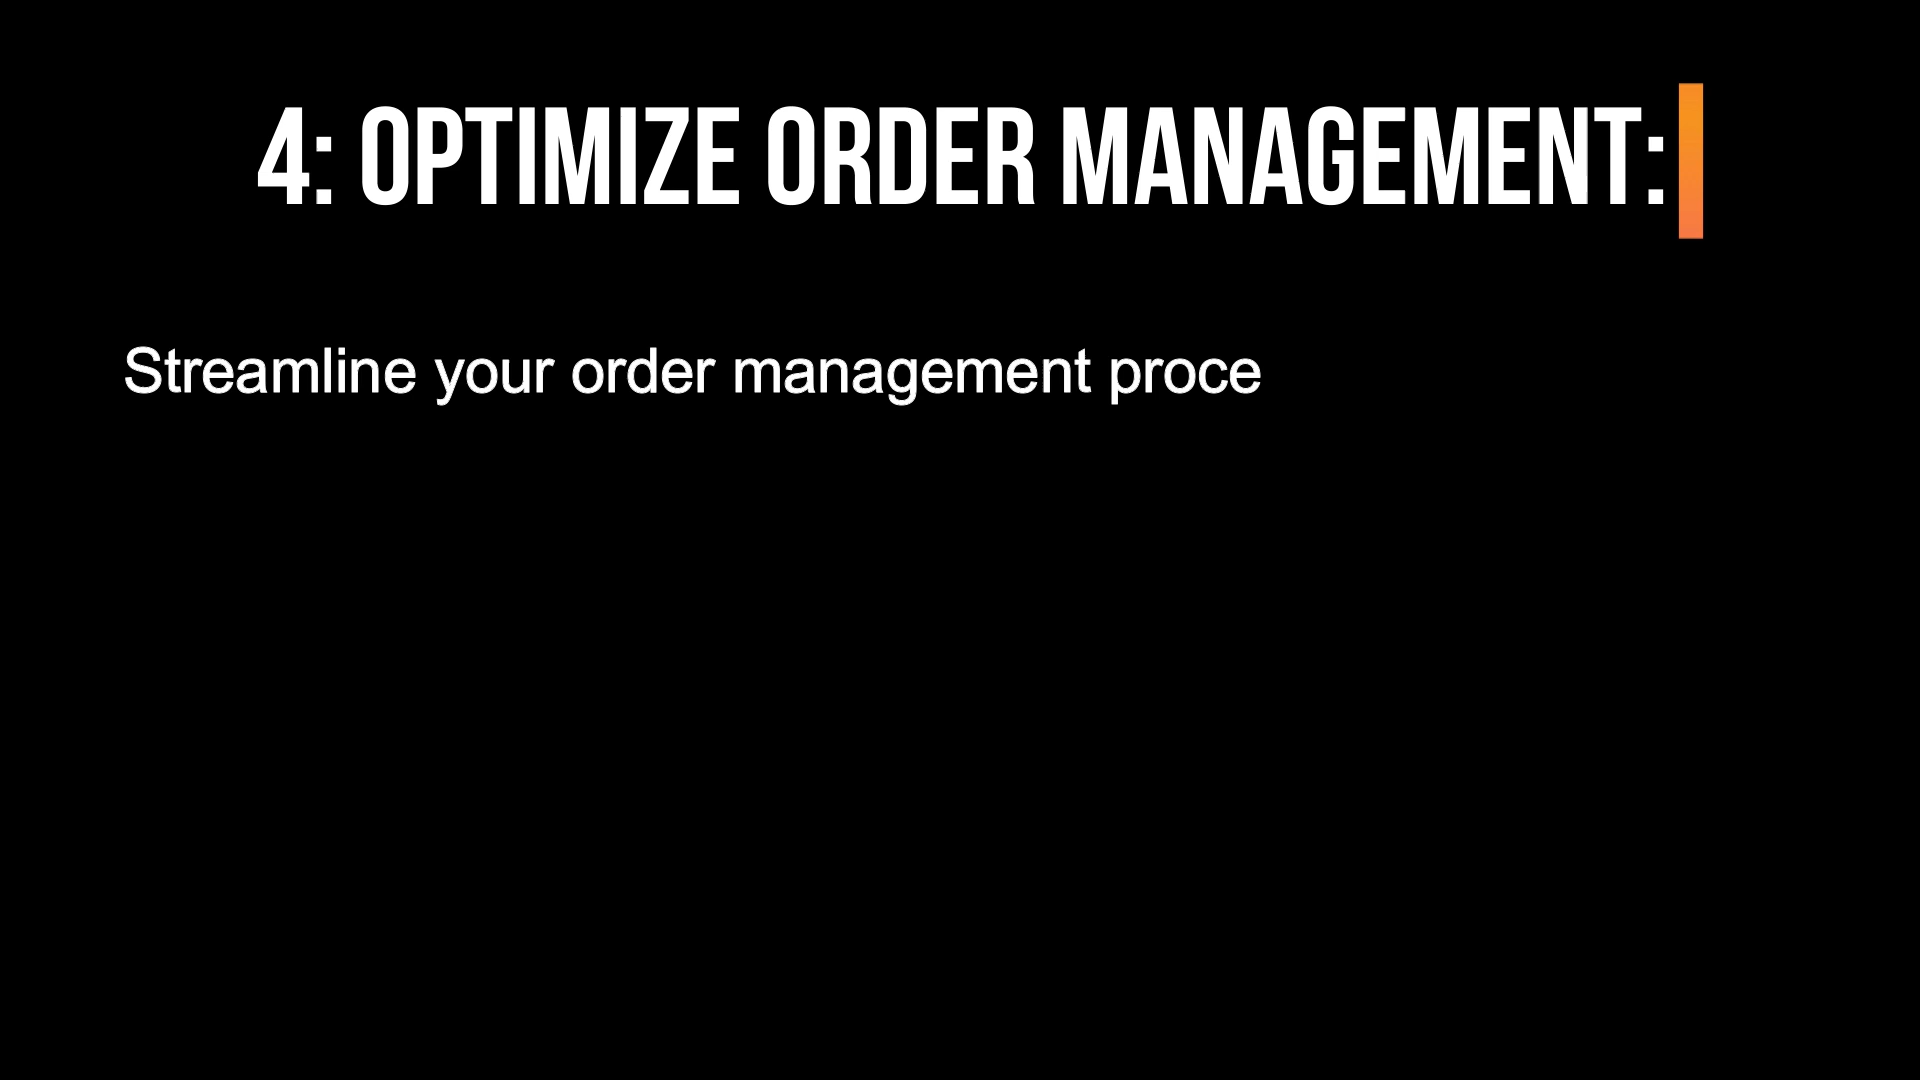 4: OPTIMIZE ORDER MANAGEMENT:
Streamline your order management proce